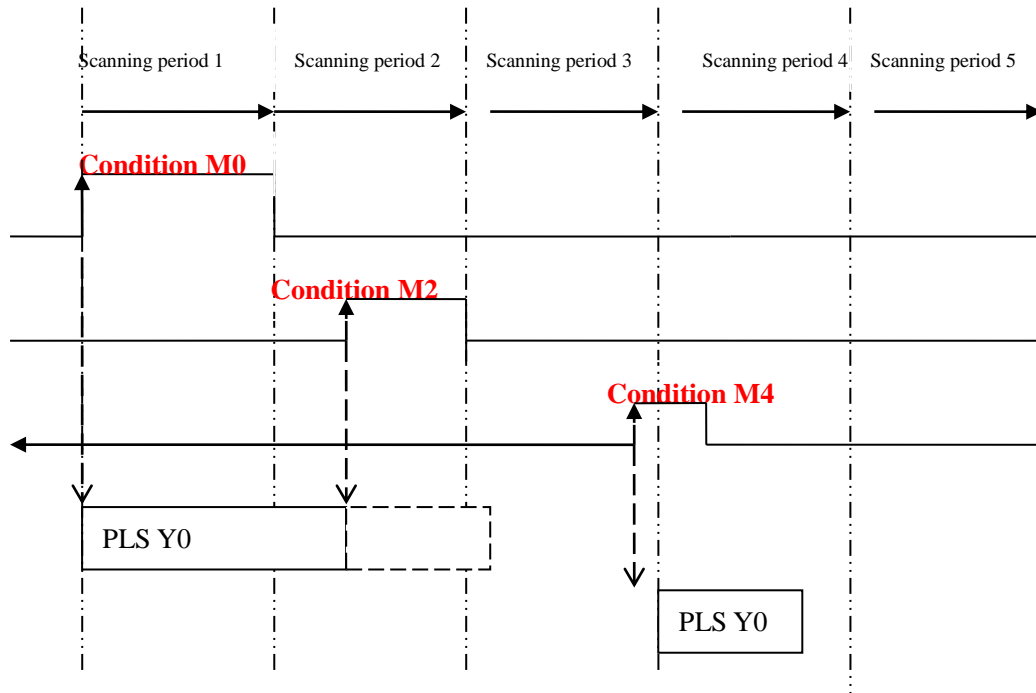 Scanning period 1
Scanning period 2
Scanning period 3
Scanning period 4
Scanning period 5
Condition M0
Condition M2
Condition M4
PLS Y0
PLS Y0